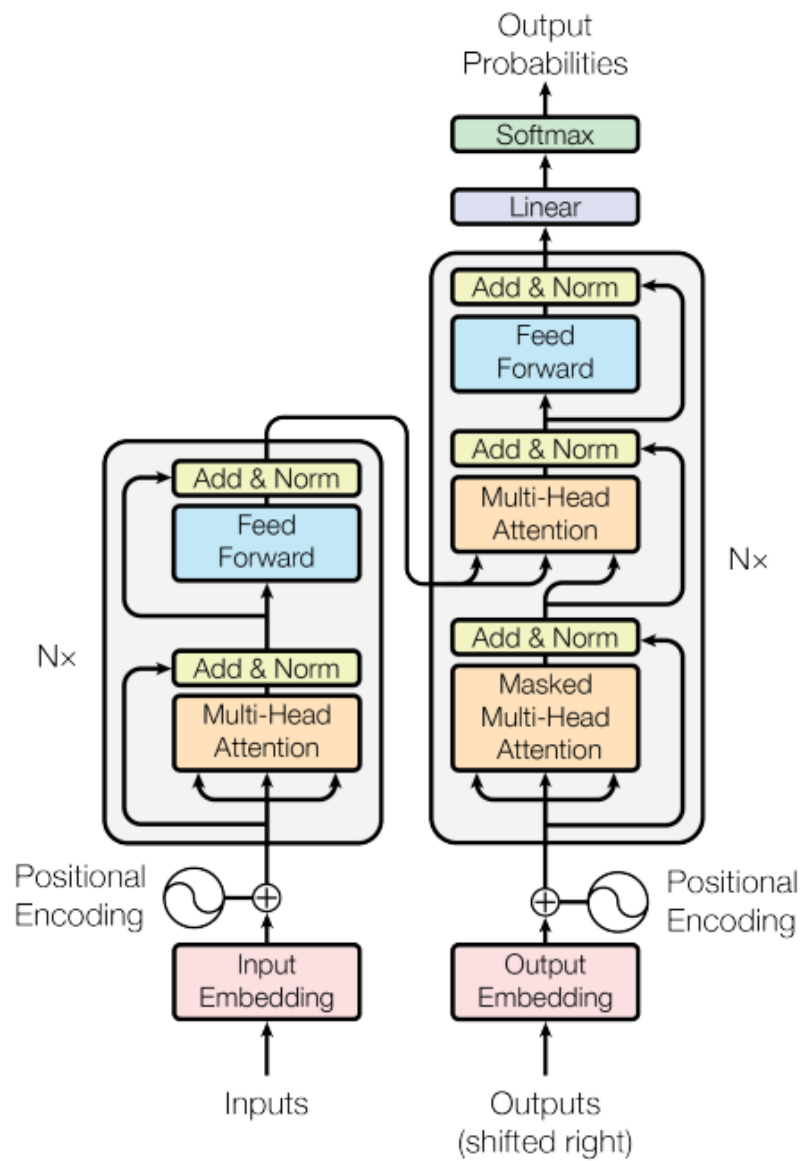 Output
Probabilities
Softmax
Linear
Add & Norm
Feed
Forward
Add & Norm
Multi-Head
Attention
Add & Norm
Masked
Multi-Head
Attention
N×
Add & Norm
Feed
Forward
Add & Norm
Multi-Head
Attention
N×
Positional
Encoding
Positional
Encoding
Input
Embedding
Output
Embedding
Inputs
Outputs
(shifted right)